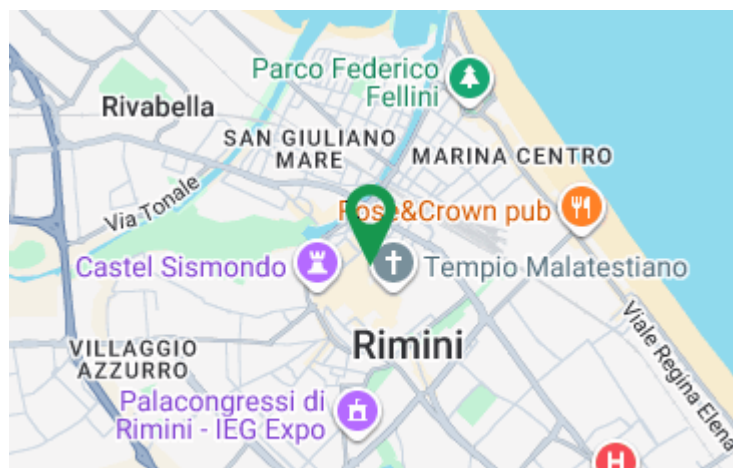 Parco Federico
Fellini
Rivabella
SAN GIULIANO
MARE
MARINA CENTRO
Via Tonale
Rose&Crown pub
Castel Sismondo
Tempio Malatestiano
Rimini
Viale Regina Elena
VILLAGGIO
AZZURRO
Palacongressi di
Rimini - IEG Expo
H